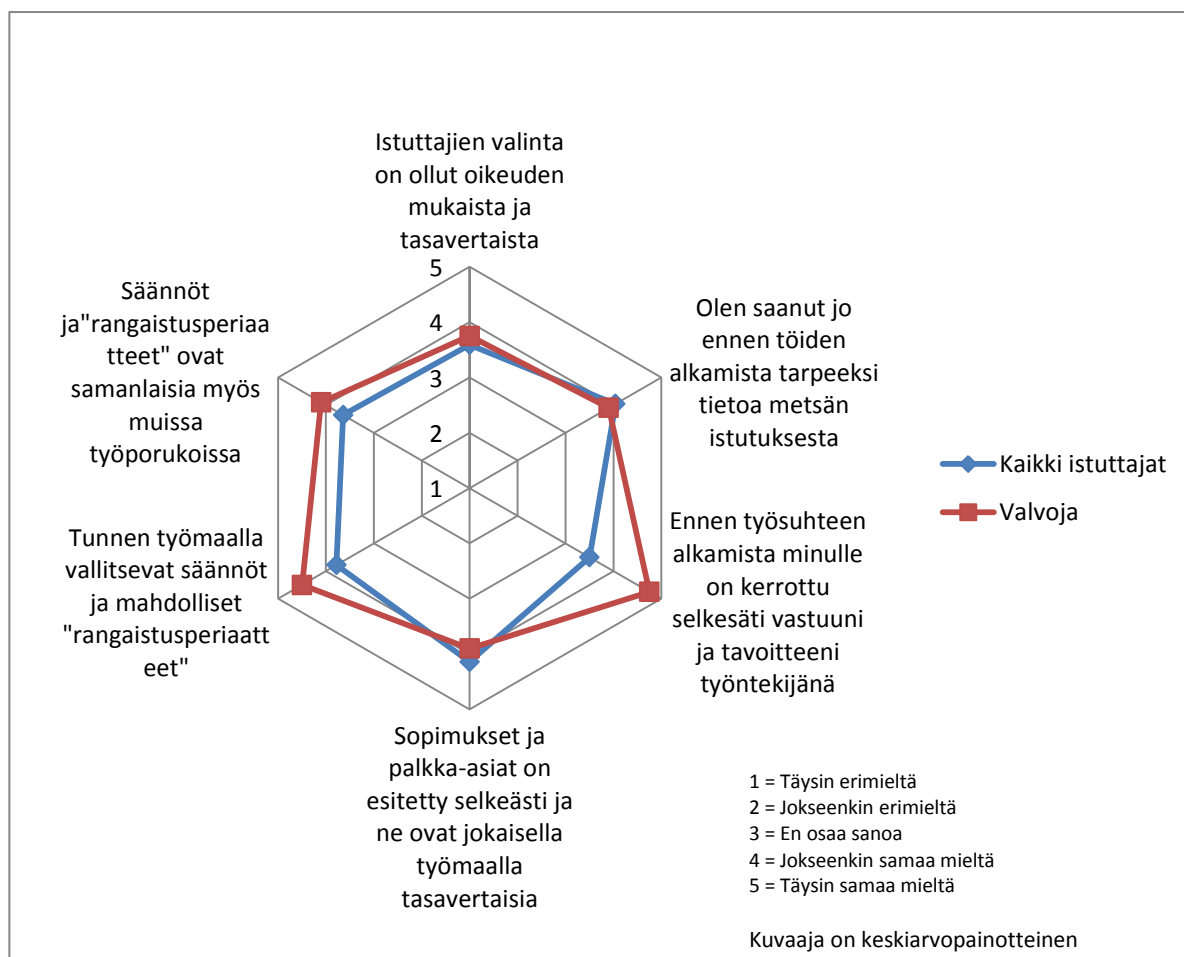 Istuttajien valinta
on ollut oikeuden
mukaista ja
tasavertaista
5
4
3
2
1
Olen saanut jo
ennen töiden
alkamista tarpeeksi
tietoa metsän
istutuksesta
Ennen työsuhteen
alkamista minulle
on kerrottu
selkesäti vastuuni
ja tavoitteeni
työntekijänä
Sopimukset ja
palkka-asiat on
esitetty selkeästi ja
ne ovat jokaisella
työmaalla
tasavertaisia
Tunnen työmaalla
vallitsevat säännöt
ja mahdolliset
"rangaistusperiaatt
eet"
Säännöt
ja"rangaistusperiaa
tteet" ovat
samanlaisia myös
muissa
työporukoissa
Kaikki istuttajat
Valvoja
1 = Täysin erimieltä
2 = Jokseenkin erimieltä
3 = En osaa sanoa
4 = Jokseenkin samaa mieltä
5 = Täysin samaa mieltä
Kuvaaja on keskiarvopainotteinen